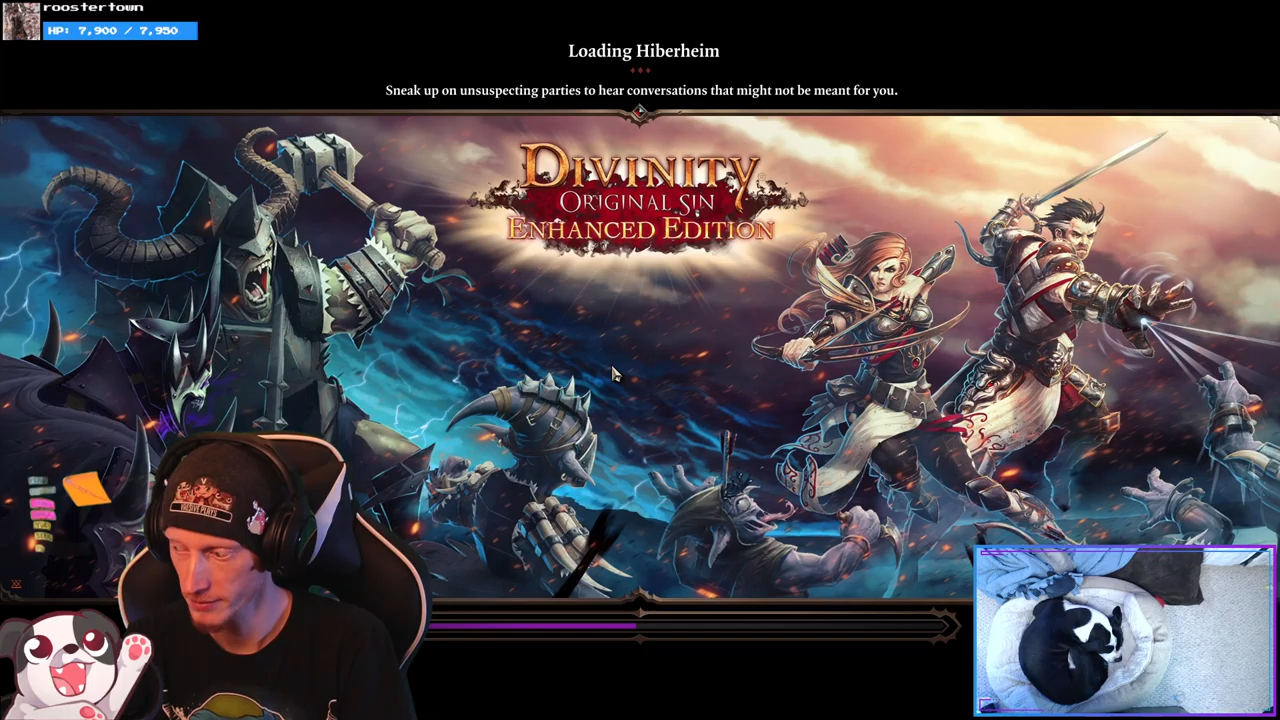 roostertown
HP: 7,900 / 7,950
Loading Hiberheim
Sneak up on unsuspecting parties to hear conversations that might not be meant for you.
DIVINITY
ORIGINAL SIN
ENHANCED EDITION